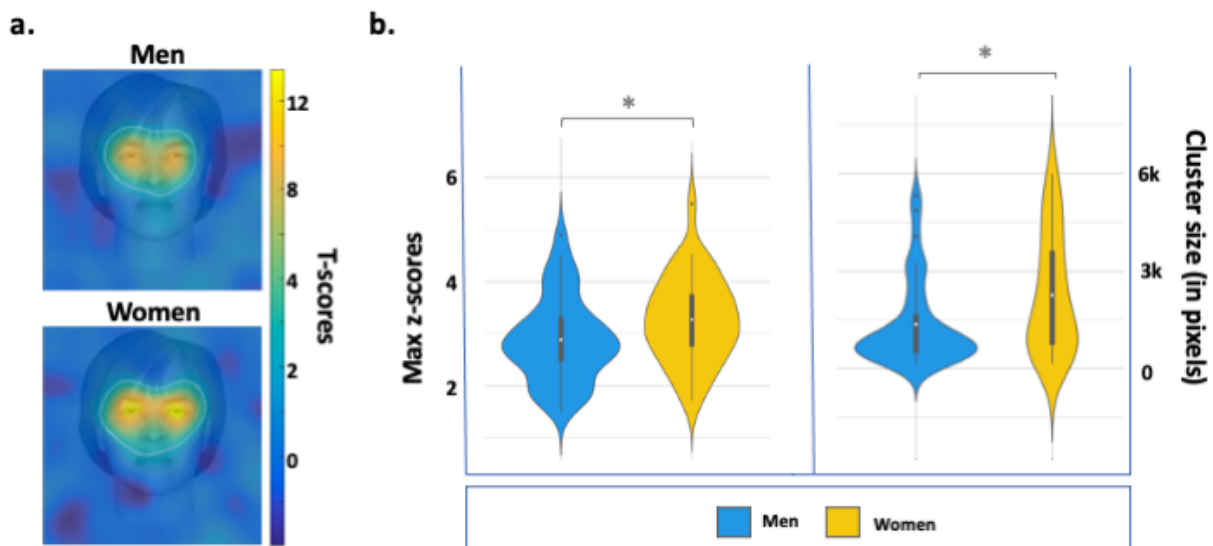 a.
Men
Women
12
8
4
2
0
T-scores
b.
*
*
Max z-scores
6
4
2
6k
3k
0
Cluster size (in pixels)
Men
Women